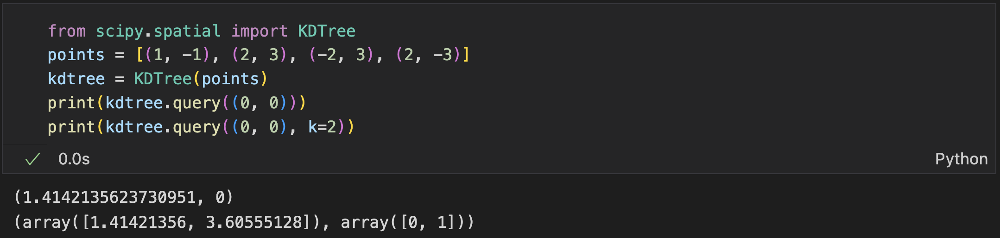 from scipy.spatial import KDTree
points = [(1, -1), (2, 3), (-2, 3), (2, -3)]
kdtree = KDTree(points)
print(kdtree.query((0, 0)))
print(kdtree.query((0, 0), k=2))
✓ 0.0s Python
(1.4142135623730951, 0)
(array([1.41421356, 3.60555128]), array([0, 1]))